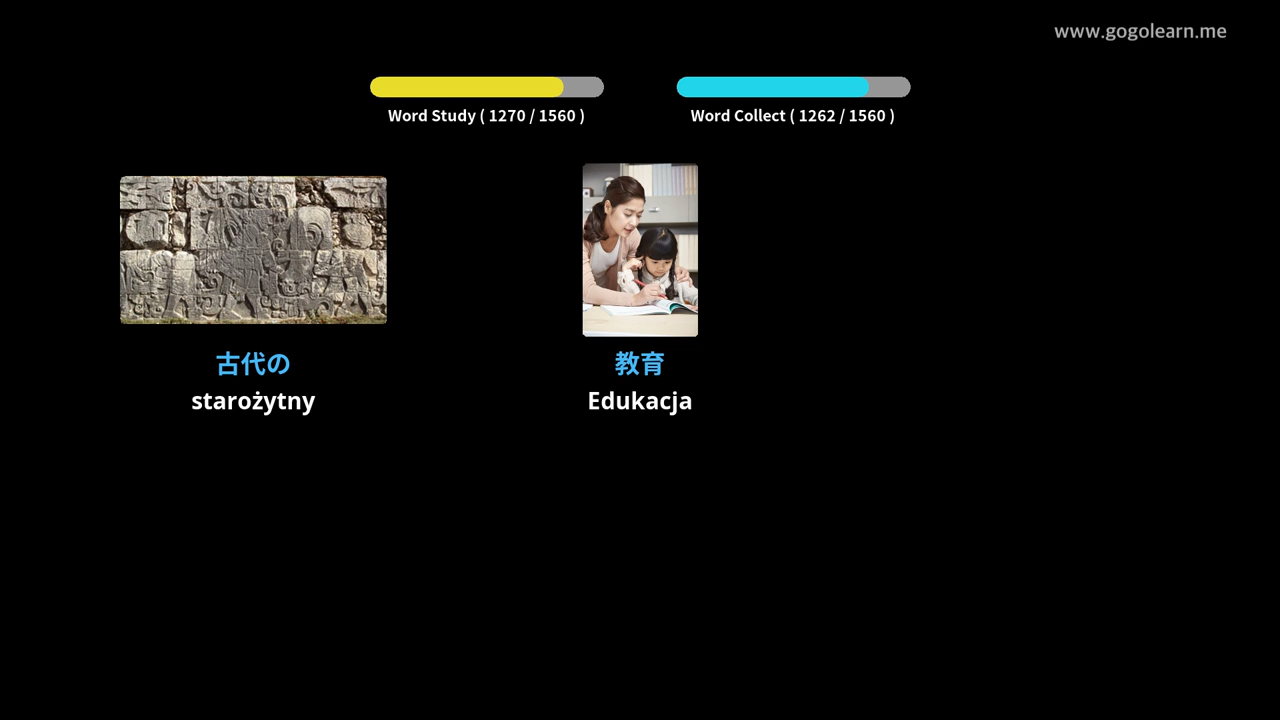 www.gogolearn.me
Word Study ( 1270 / 1560 )
Word Collect ( 1262 / 1560 )
古代の
starożytny
教育
Edukacja